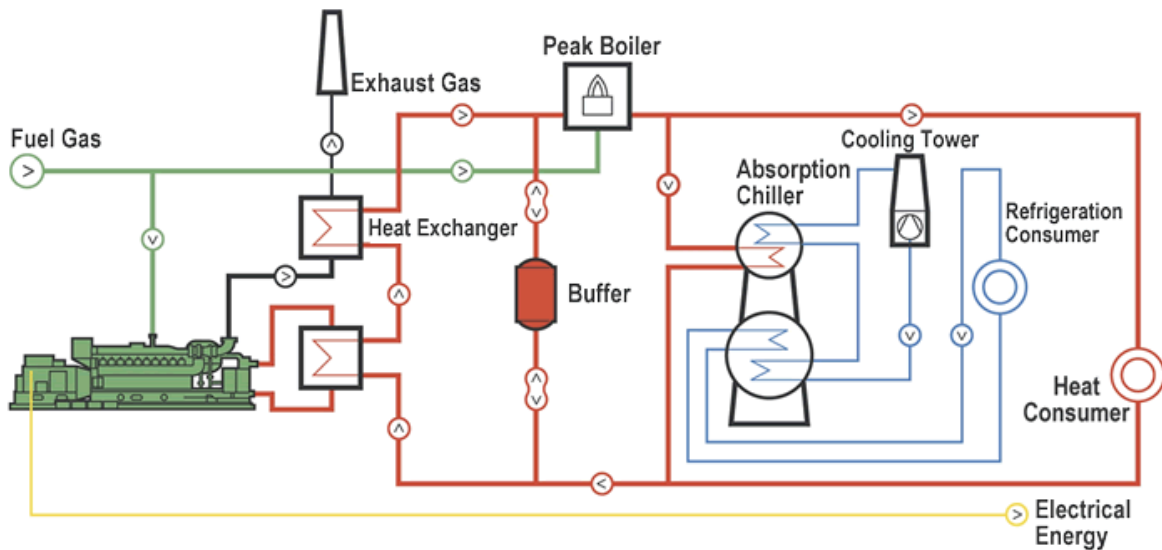 Peak Boiler
Exhaust Gas
Fuel Gas
Cooling Tower
Absorption
Chiller
Refrigeration
Consumer
Heat Exchanger
Buffer
Heat
Consumer
Electrical
Energy